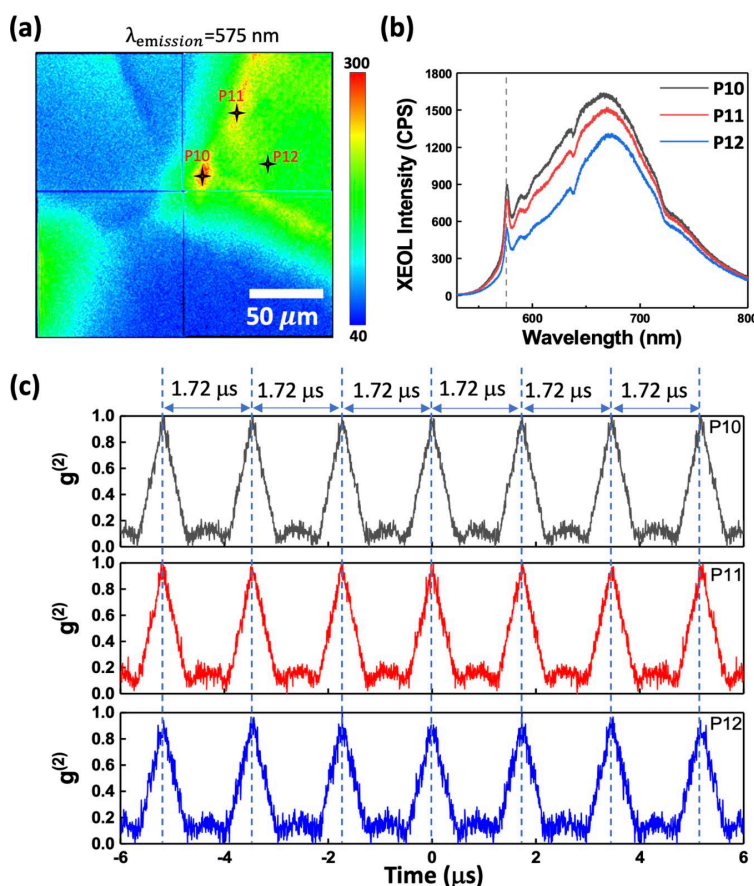 (a)
λemission=575 nm
300
P11
P12
P10
50 μm
40
(b)
1800
1500
1200
900
600
300
0
XEOL Intensity (CPS)
P10
P11
P12
600
700
800
Wavelength (nm)
(c)
1.72 μs 1.72 μs 1.72 μs 1.72 μs 1.72 μs 1.72 μs
1.0
0.8
0.6
0.4
0.2
0.0
g(2)
P10
1.0
0.8
0.6
0.4
0.2
0.0
g(2)
P11
1.0
0.8
0.6
0.4
0.2
0.0
g(2)
P12
-6 -4 -2 0 2 4 6
Time (μs)